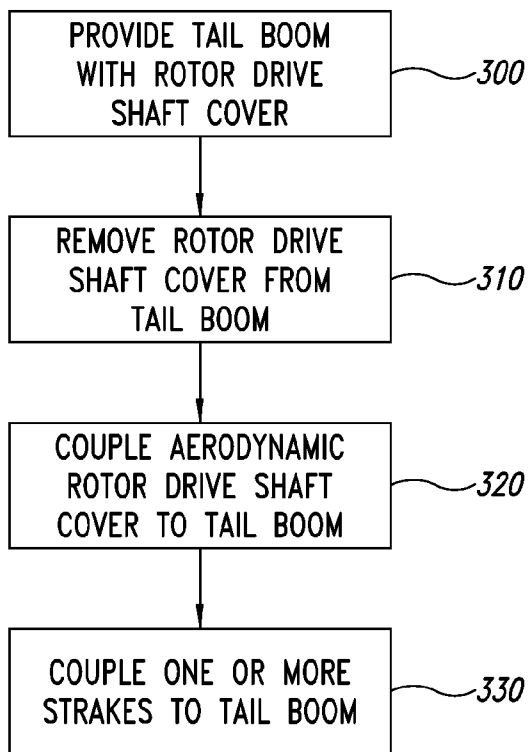 PROVIDE TAIL BOOM
WITH ROTOR DRIVE
SHAFT COVER
300
REMOVE ROTOR DRIVE
SHAFT COVER FROM
TAIL BOOM
310
COUPLE AERODYNAMIC
ROTOR DRIVE SHAFT
COVER TO TAIL BOOM
320
COUPLE ONE OR MORE
STRAKES TO TAIL BOOM
330